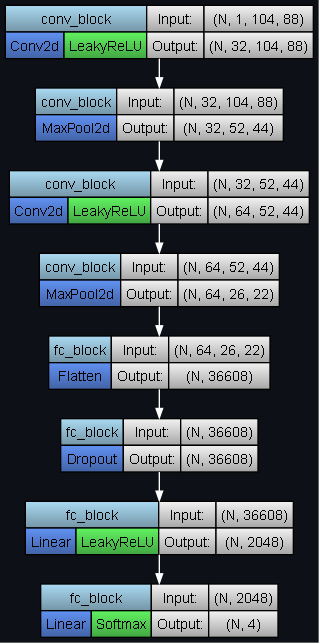 conv_block Input: (N, 1, 104, 88)
Conv2d LeakyReLU Output: (N, 32, 104, 88)
conv_block Input: (N, 32, 104, 88)
MaxPool2d Output: (N, 32, 52, 44)
conv_block Input: (N, 32, 52, 44)
Conv2d LeakyReLU Output: (N, 64, 52, 44)
conv_block Input: (N, 64, 52, 44)
MaxPool2d Output: (N, 64, 26, 22)
fc_block Input: (N, 64, 26, 22)
Flatten Output: (N, 36608)
fc_block Input: (N, 36608)
Dropout Output: (N, 36608)
fc_block Input: (N, 36608)
Linear LeakyReLU Output: (N, 2048)
fc_block Input: (N, 2048)
Linear Softmax Output: (N, 4)